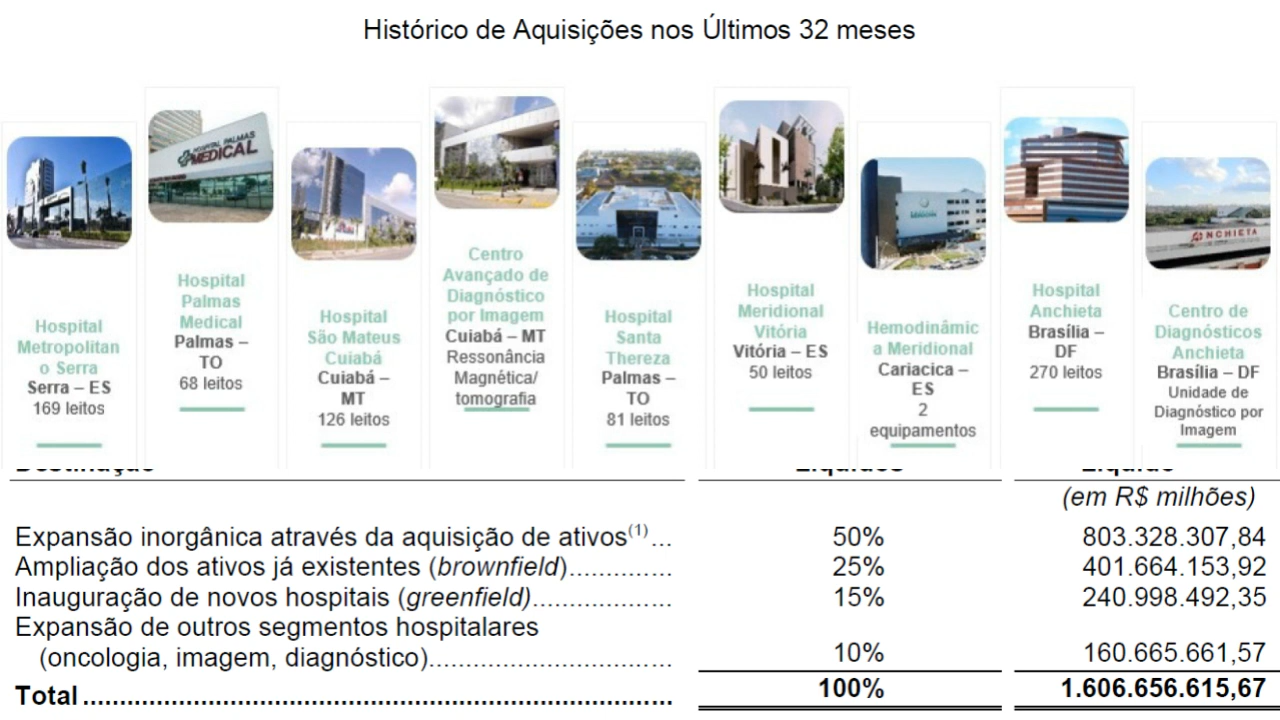 Histórico de Aquisições nos Últimos 32 meses
HOSPITAL PALMAS
MEDICAL
NCHIETA
Hospital
Metropolitan
o Serra
Serra – ES
169 leitos
Hospital
Palmas
Medical
Palmas –
TO
68 leitos
Hospital
São Mateus
Cuiabá
Cuiabá –
MT
126 leitos
Centro
Avançado de
Diagnóstico
por Imagem
Cuiabá – MT
Ressonância
Magnética/
tomografia
Hospital
Santa
Thereza
Palmas –
TO
81 leitos
Hospital
Meridional
Vitória
Vitória – ES
50 leitos
Hemodinâmic
a Meridional
Cariacica –
ES
2
equipamentos
Hospital
Anchieta
Brasília –
DF
270 leitos
Centro de
Diagnósticos
Anchieta
Brasília – DF
Unidade de
Diagnóstico por
Imagem
(em R$ milhões)
Expansão inorgânica através da aquisição de ativos(1)... 50% 803.328.307,84
Ampliação dos ativos já existentes (brownfield).............. 25% 401.664.153,92
Inauguração de novos hospitais (greefield)................... 15% 240.998.492,35
Expansão de outros segmentos hospitalares
(oncologia, imagem, diagnóstico)................................. 10% 160.665.661,57
Total ........................................................................ 100% 1.606.656.615,67